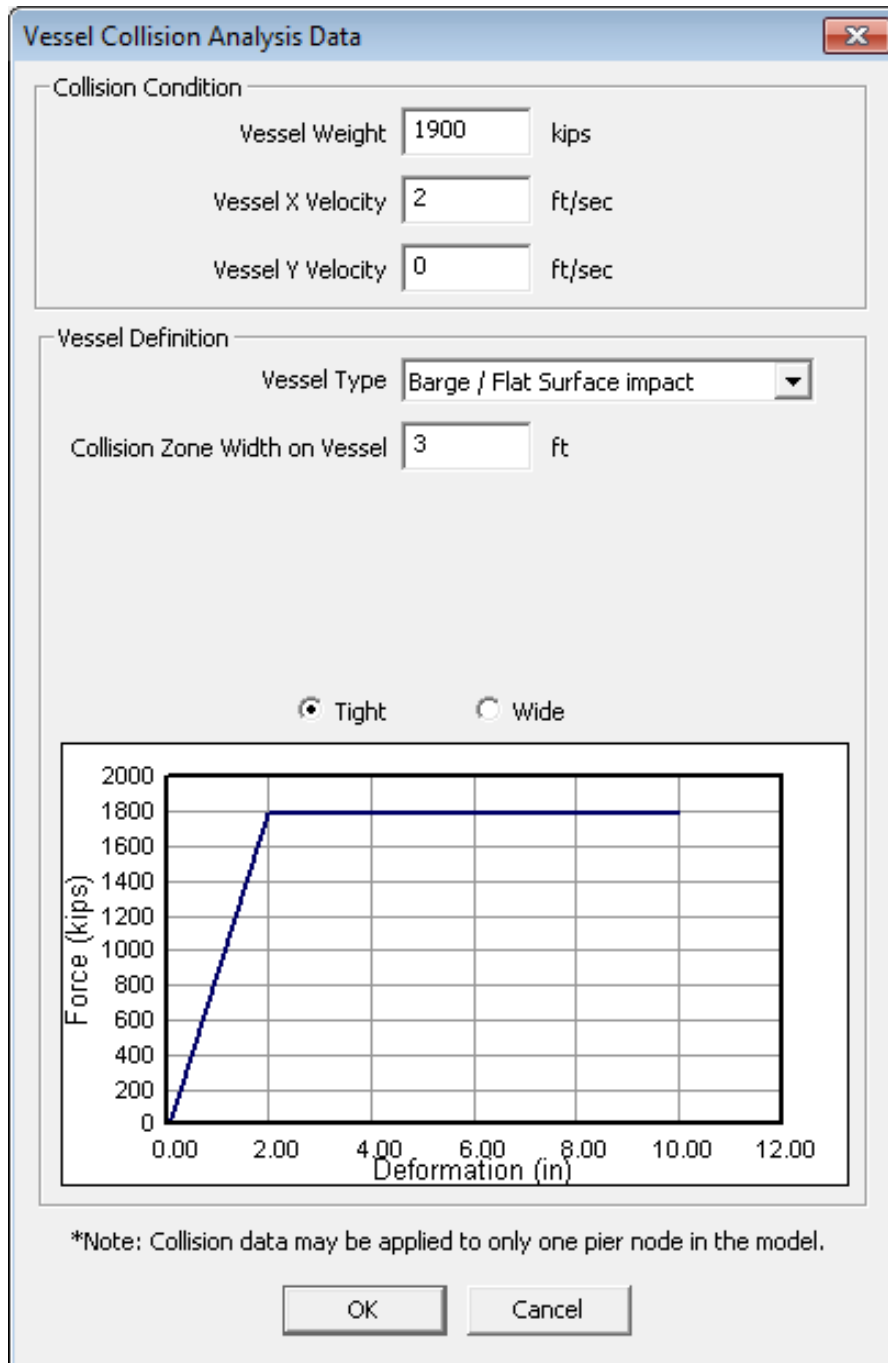 Vessel Collision Analysis Data
Collision Condition
Vessel Weight 1900 kips
Vessel X Velocity 2 ft/sec
Vessel Y Velocity 0 ft/sec
Vessel Definition
Vessel Type Barge / Flat Surface impact
Collision Zone Width on Vessel 3 ft
Tight Wide
2000
1800
1600
1400
1200
1000
800
600
400
200
0
Force (kips)
0.00 2.00 4.00 6.00 8.00 10.00 12.00
Deformation (in)
*Note: Collision data may be applied to only one pier node in the model.
OK Cancel